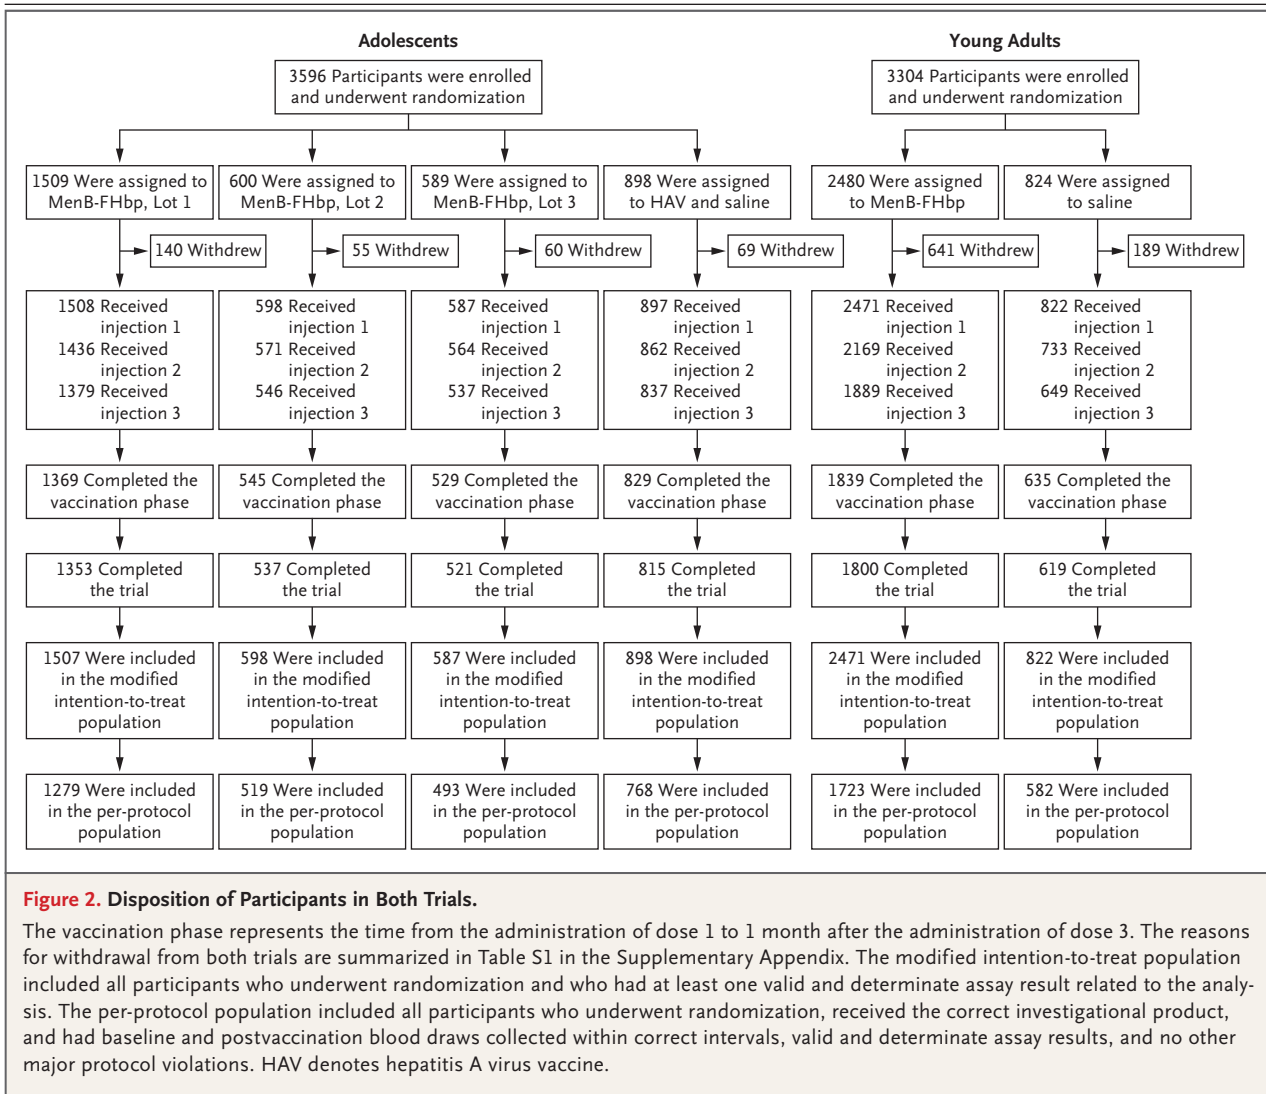 Adolescents
Young Adults
3596 Participants were enrolled
and underwent randomization
3304 Participants were enrolled
and underwent randomization
1509 Were assigned to
MenB-FHbp, Lot 1
600 Were assigned to
MenB-FHbp, Lot 2
589 Were assigned to
MenB-FHbp, Lot 3
898 Were assigned
to HAV and saline
2480 Were assigned
to MenB-FHbp
824 Were assigned
to saline
140 Withdrew
55 Withdrew
60 Withdrew
69 Withdrew
641 Withdrew
189 Withdrew
1508 Received
injection 1
1436 Received
injection 2
1379 Received
injection 3
598 Received
injection 1
571 Received
injection 2
546 Received
injection 3
587 Received
injection 1
564 Received
injection 2
537 Received
injection 3
897 Received
injection 1
862 Received
injection 2
837 Received
injection 3
2471 Received
injection 1
2169 Received
injection 2
1889 Received
injection 3
822 Received
injection 1
733 Received
injection 2
649 Received
injection 3
1369 Completed the
vaccination phase
545 Completed the
vaccination phase
529 Completed the
vaccination phase
829 Completed the
vaccination phase
1839 Completed the
vaccination phase
635 Completed the
vaccination phase
1353 Completed
the trial
537 Completed
the trial
521 Completed
the trial
815 Completed
the trial
1800 Completed
the trial
619 Completed
the trial
1507 Were included
in the modified
intention-to-treat
population
598 Were included
in the modified
intention-to-treat
population
587 Were included
in the modified
intention-to-treat
population
898 Were included
in the modified
intention-to-treat
population
2471 Were included
in the modified
intention-to-treat
population
822 Were included
in the modified
intention-to-treat
population
1279 Were included
in the per-protocol
population
519 Were included
in the per-protocol
population
493 Were included
in the per-protocol
population
768 Were included
in the per-protocol
population
1723 Were included
in the per-protocol
population
582 Were included
in the per-protocol
population
Figure 2. Disposition of Participants in Both Trials.
The vaccination phase represents the time from the administration of dose 1 to 1 month after the administration of dose 3. The reasons
for withdrawal from both trials are summarized in Table S1 in the Supplementary Appendix. The modified intention-to-treat population
included all participants who underwent randomization and who had at least one valid and determinate assay result related to the analy-
sis. The per-protocol population included all participants who underwent randomization, received the correct investigational product,
and had baseline and postvaccination blood draws collected within correct intervals, valid and determinate assay results, and no other
major protocol violations. HAV denotes hepatitis A virus vaccine.